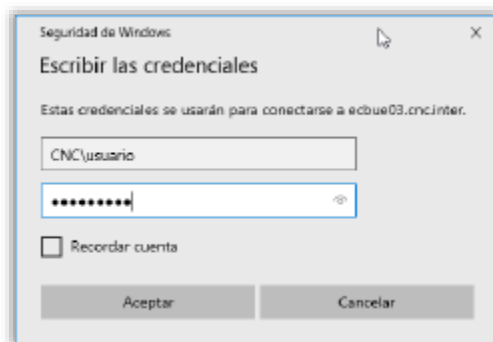 Seguridad de Windows
Escribir las credenciales
Estas credenciales se usarán para conectarse a ecbue03.cnc.inter.
CNC\usuario
•••••••••
Recordar cuenta
Aceptar
Cancelar